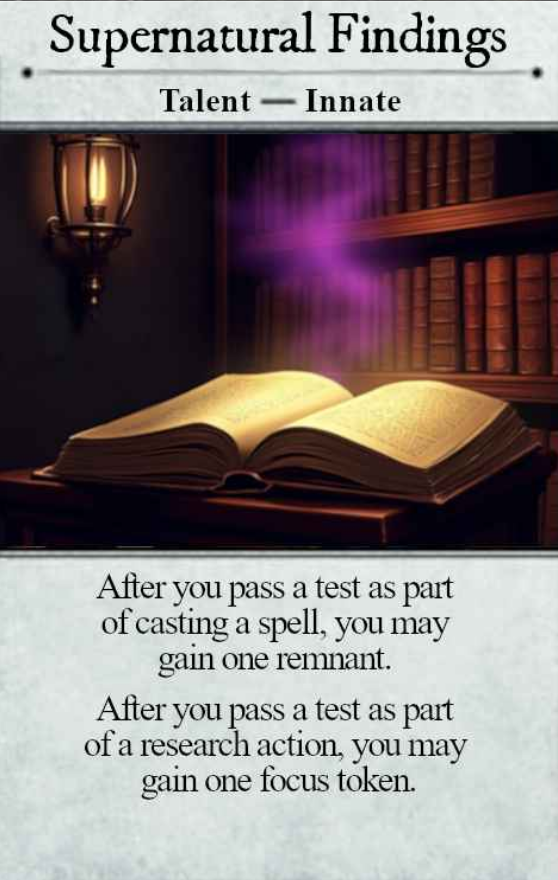 Supernatural Findings
Talent — Innate
After you pass a test as part
of casting a spell, you may
gain one remnant.
After you pass a test as part
of a research action, you may
gain one focus token.